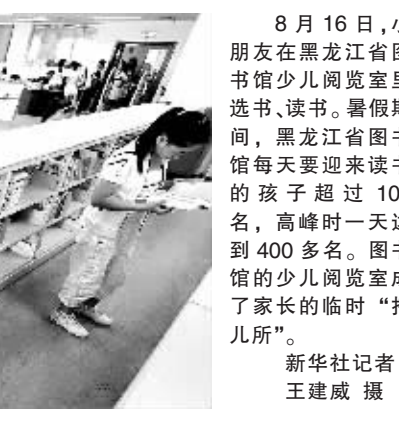 8 月 16 日，小
朋友在黑龙江省图
书馆少儿阅览室里
选书、读书。暑假期
间，黑龙江省图书
馆每天要迎来读书
的孩子超过 10
名，高峰时一天达
到 400 多名。图书
馆的少儿阅览室成
了家长的临时“托
儿所”。
新华社记者
王建威 摄